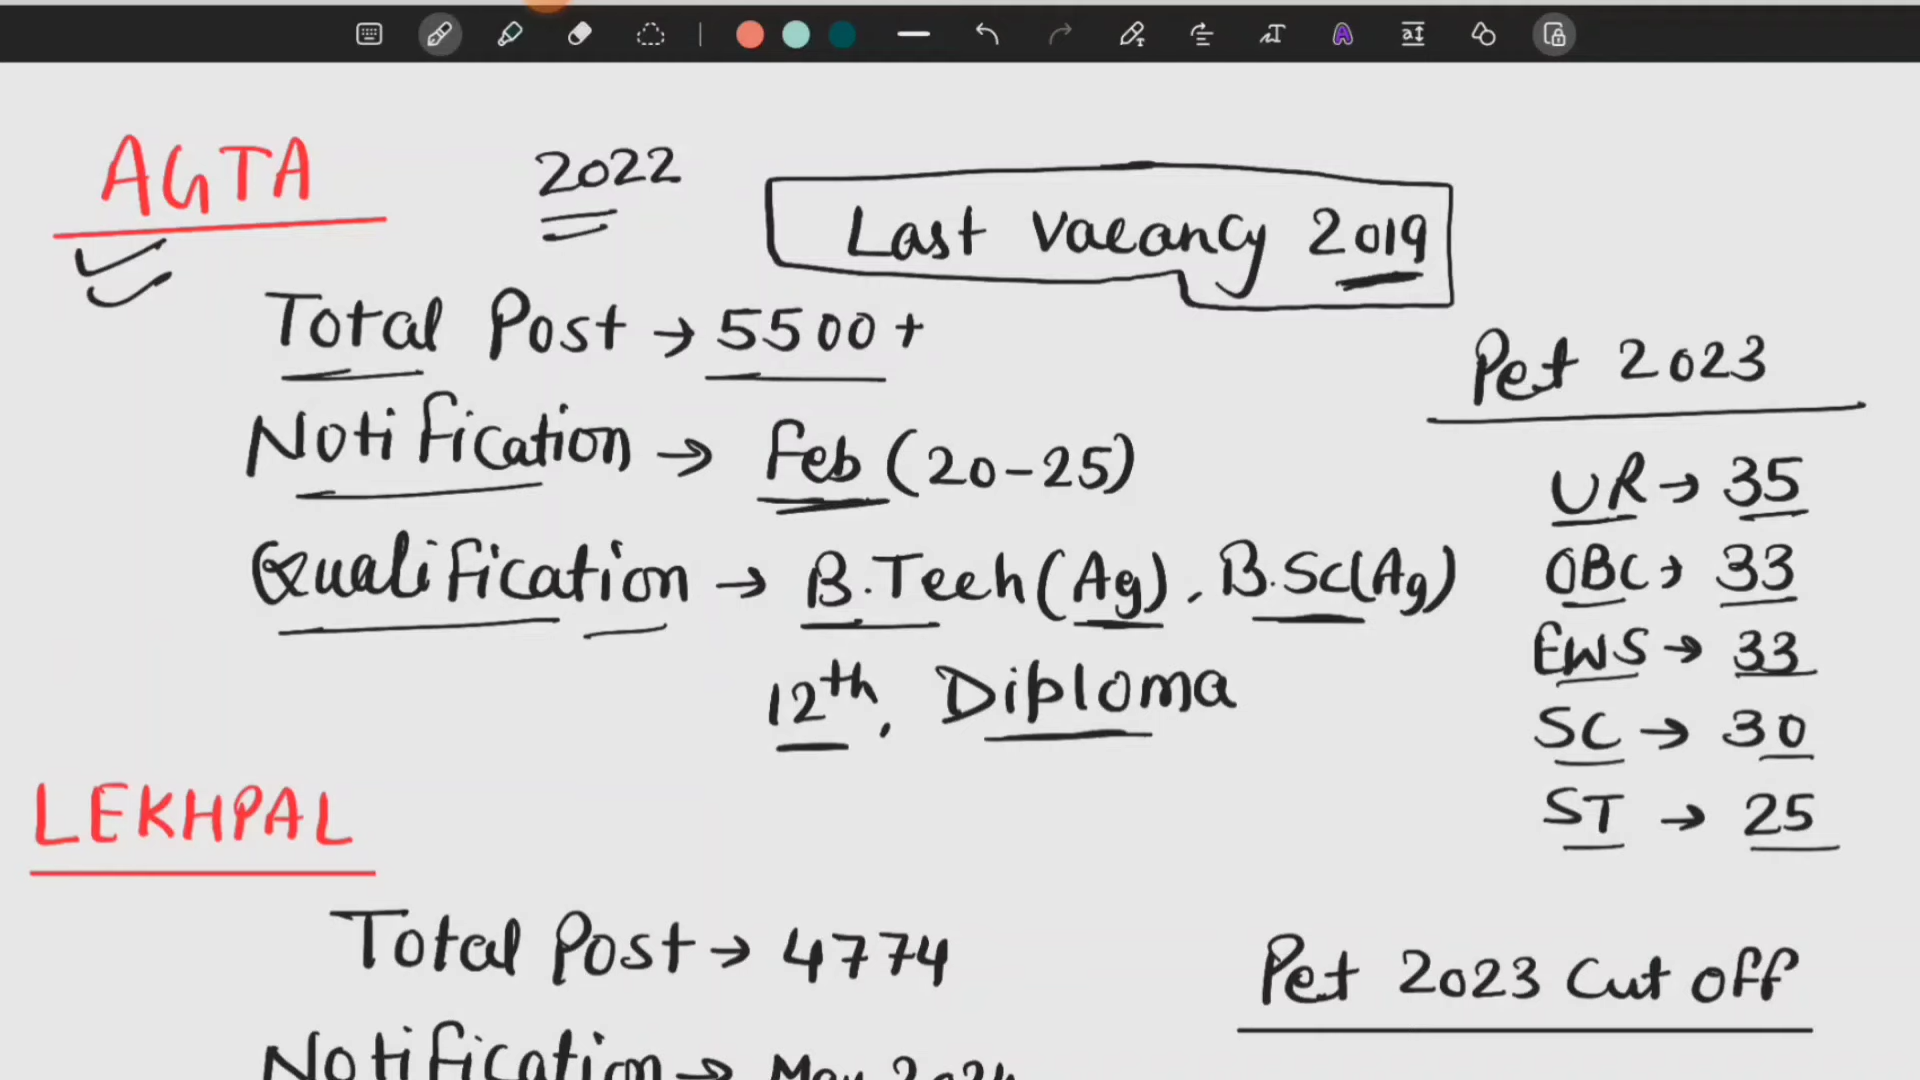 AGTA
2022
Last Vacancy 2019
Total Post → 5500+
Notification → Feb (20-25)
Qualification → B.Tech (Ag), B.Sc(Ag)
12th, Diploma
Pet 2023
UR → 35
OBC → 33
EWS → 33
SC → 30
ST → 25
LEKHPAL
Total Post → 4774
Pet 2023 Cut off
Notification →